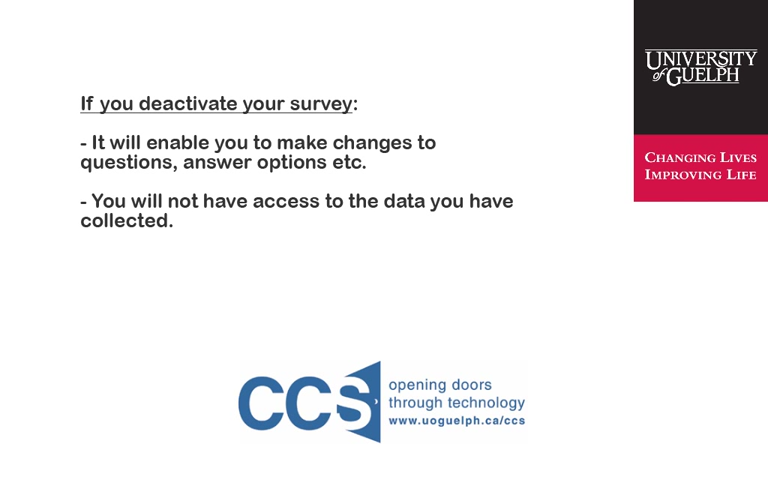 UNIVERSITY
of GUELPH
CHANGING LIVES
IMPROVING LIFE
If you deactivate your survey:
- It will enable you to make changes to
questions, answer options etc.
- You will not have access to the data you have
collected.
CCS
opening doors
through technology
www.uoguelph.ca/ccs